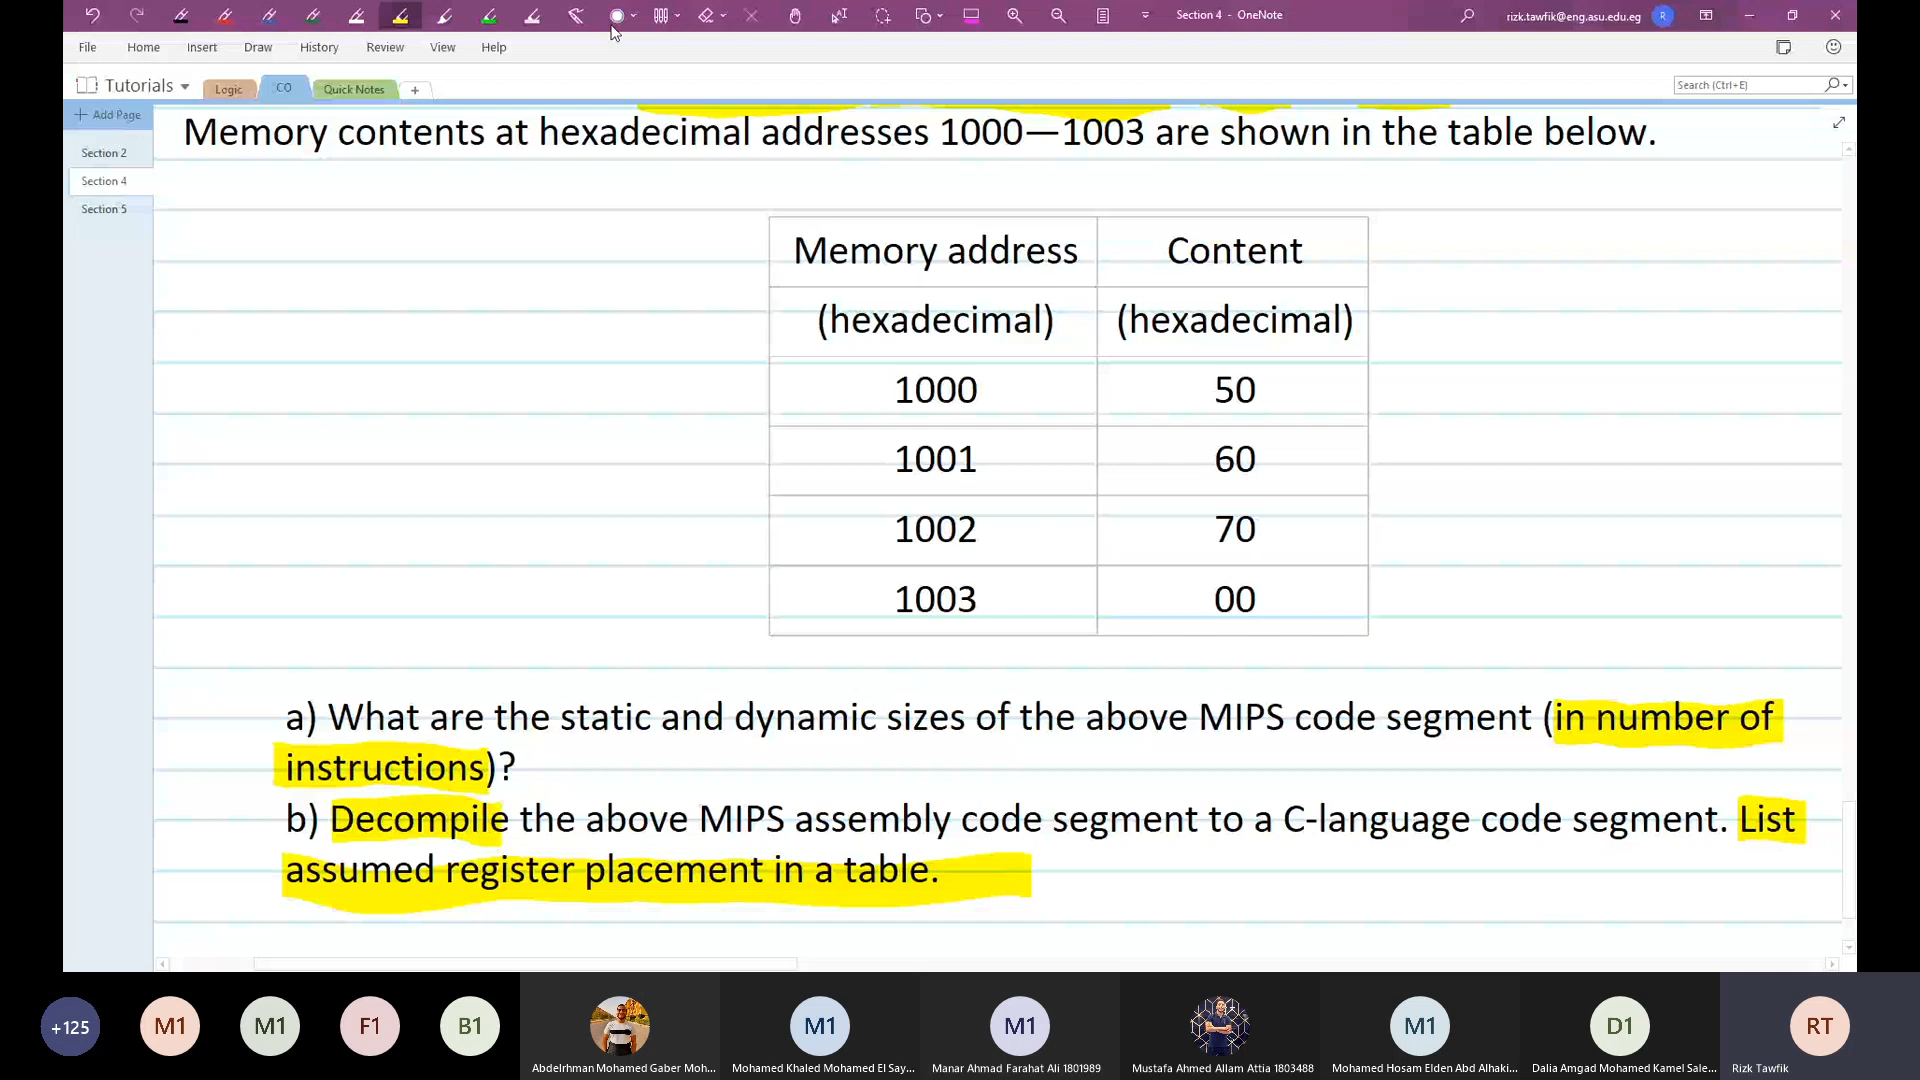 Section 4 - OneNote
rizk.tawfik@eng.asu.edu.eg
R
File Home Insert Draw History Review View Help
Tutorials Logic CO Quick Notes +
Search (Ctrl+E)
+ Add Page
Section 2
Section 4
Section 5
Memory contents at hexadecimal addresses 1000—1003 are shown in the table below.
Memory address Content
(hexadecimal) (hexadecimal)
1000 50
1001 60
1002 70
1003 00
a) What are the static and dynamic sizes of the above MIPS code segment (in number of
instructions)?
b) Decompile the above MIPS assembly code segment to a C-language code segment. List
assumed register placement in a table.
+125 M1 M1 F1 B1 M1 M1 M1 D1 RT
Abdelrhman Mohamed Gaber Moh... Mohamed Khaled Mohamed El Say... Manar Ahmad Farahat Ali 1801989 Mustafa Ahmed Allam Attia 1803488 Mohamed Hosam Elden Abd Alhaki... Dalia Amgad Mohamed Kamel Sale... Rizk Tawfik